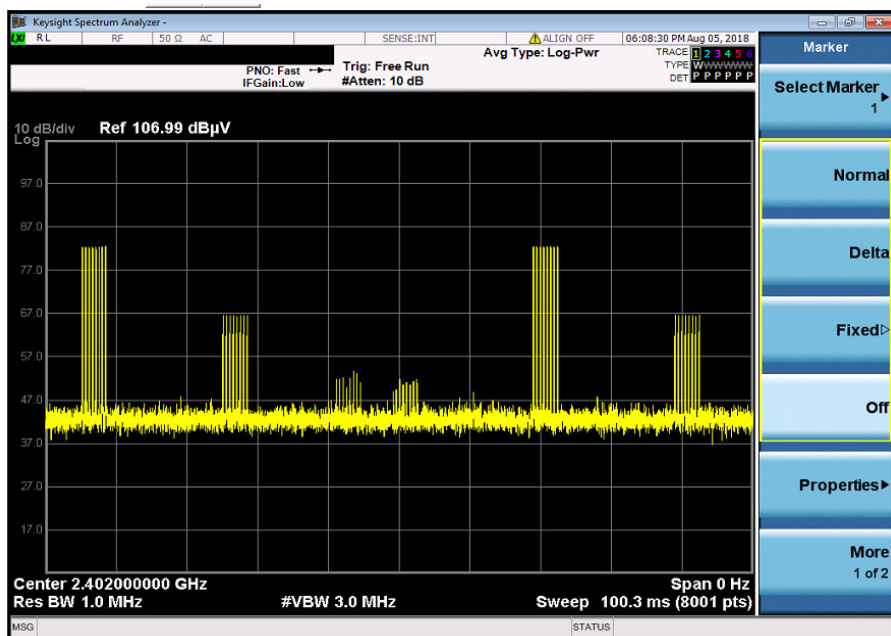 Keysight Spectrum Analyzer -
LXI RL RF 50 Ω AC SENSE:INT ALIGN OFF 06:08:30 PM Aug 05, 2018
PNO: Fast
IFGain:Low
Trig: Free Run
#Atten: 10 dB
Avg Type: Log-Pwr
TRACE 1 2 3 4 5 6
TYPE WWWWWW
DET P P P P P P
10 dB/div Ref 106.99 dBµV
Log
97.0
87.0
77.0
67.0
57.0
47.0
37.0
27.0
17.0
Center 2.402000000 GHz Span 0 Hz
Res BW 1.0 MHz #VBW 3.0 MHz Sweep 100.3 ms (8001 pts)
MSG STATUS
Marker
Select Marker
1
Normal
Delta
Fixed
Off
Properties
More
1 of 2